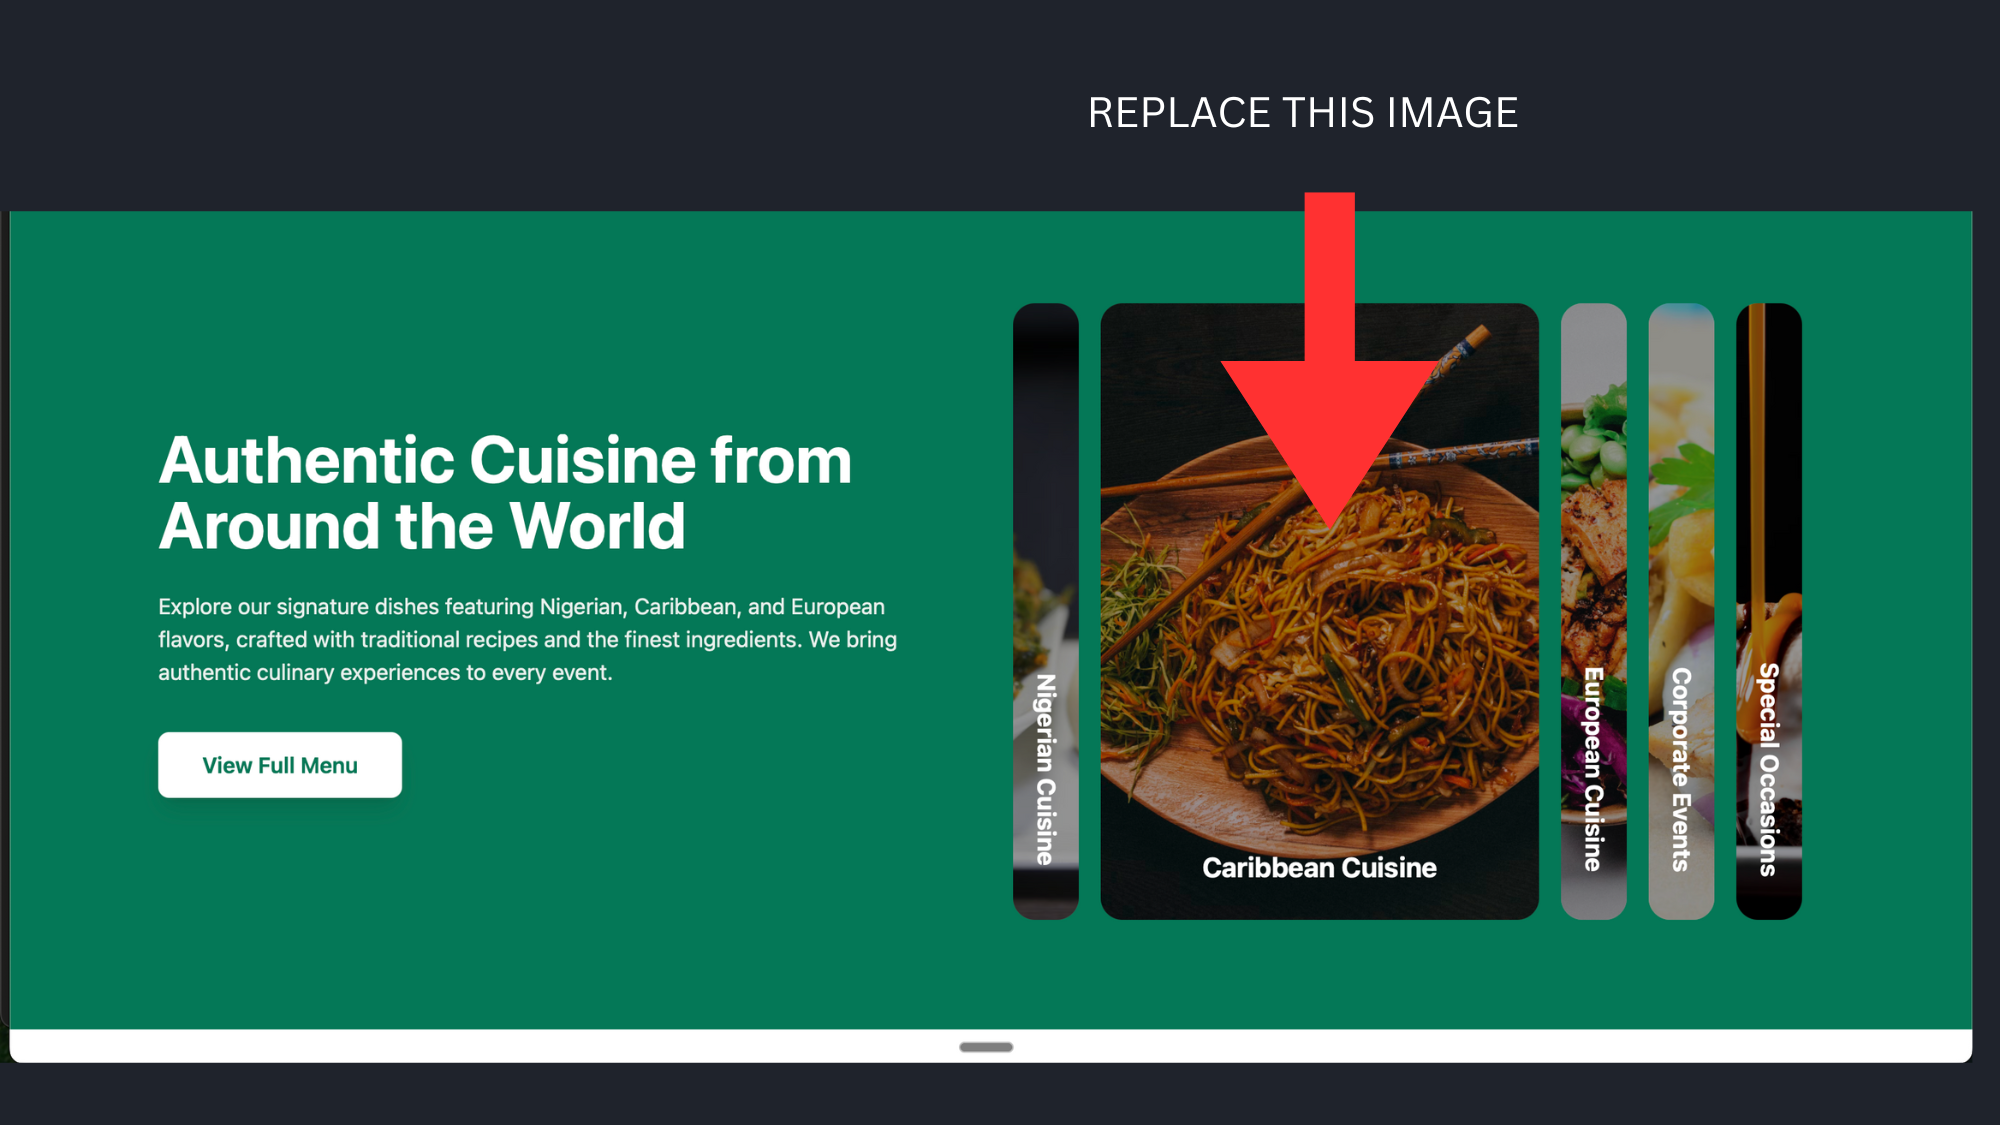 REPLACE THIS IMAGE
Authentic Cuisine from
Around the World
Explore our signature dishes featuring Nigerian, Caribbean, and European
flavors, crafted with traditional recipes and the finest ingredients. We bring
authentic culinary experiences to every event.
View Full Menu
Nigerian Cuisine
Caribbean Cuisine
European Cuisine
Corporate Events
Special Occasions